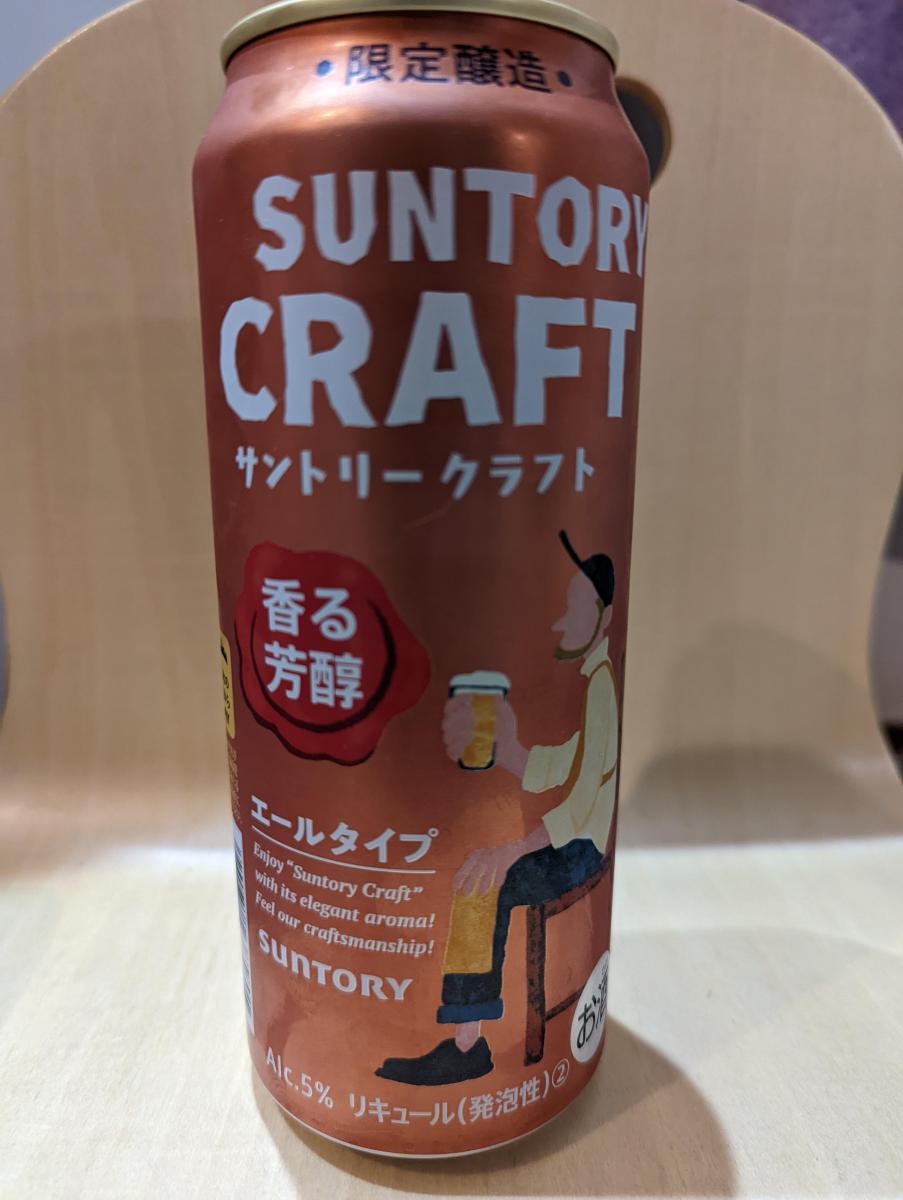 ・限定醸造・
SUNTORY
CRAFT
サントリークラフト
香る
芳醇
エールタイプ
Enjoy “Suntory Craft”
with its elegant aroma!
Feel our craftsmanship!
SUNTORY
お酒
Alc.5% リキュール(発泡性)②